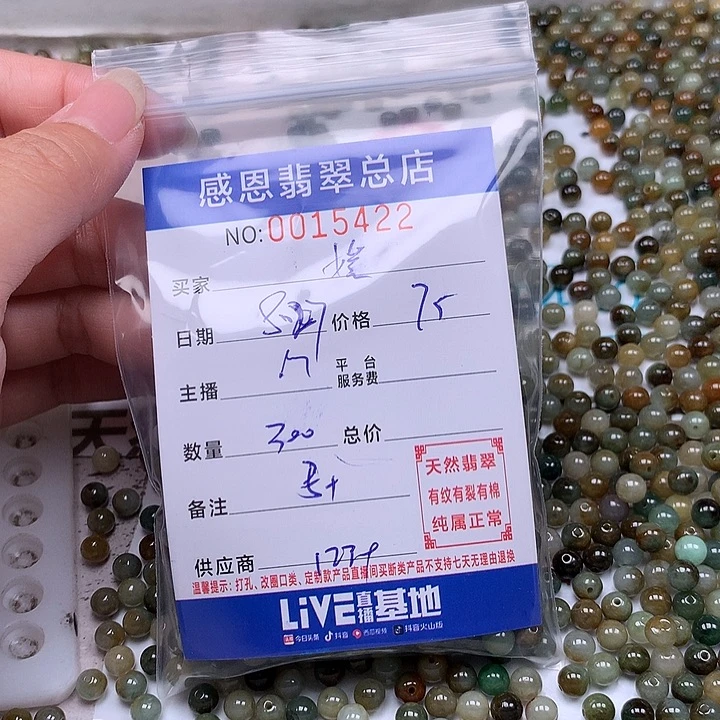 感恩翡翠总店
NO:0015422
买家
日期 价格 75
主播 平台服务费
数量 300 总价
备注
天然翡翠
有纹有裂有棉
纯属正常
供应商
温馨提示:打孔、改圈口类、定制款产品直播间买断类产品不支持七天无理由退换
LiVE直播基地
今日头条 抖音 西瓜视频 抖音火山版